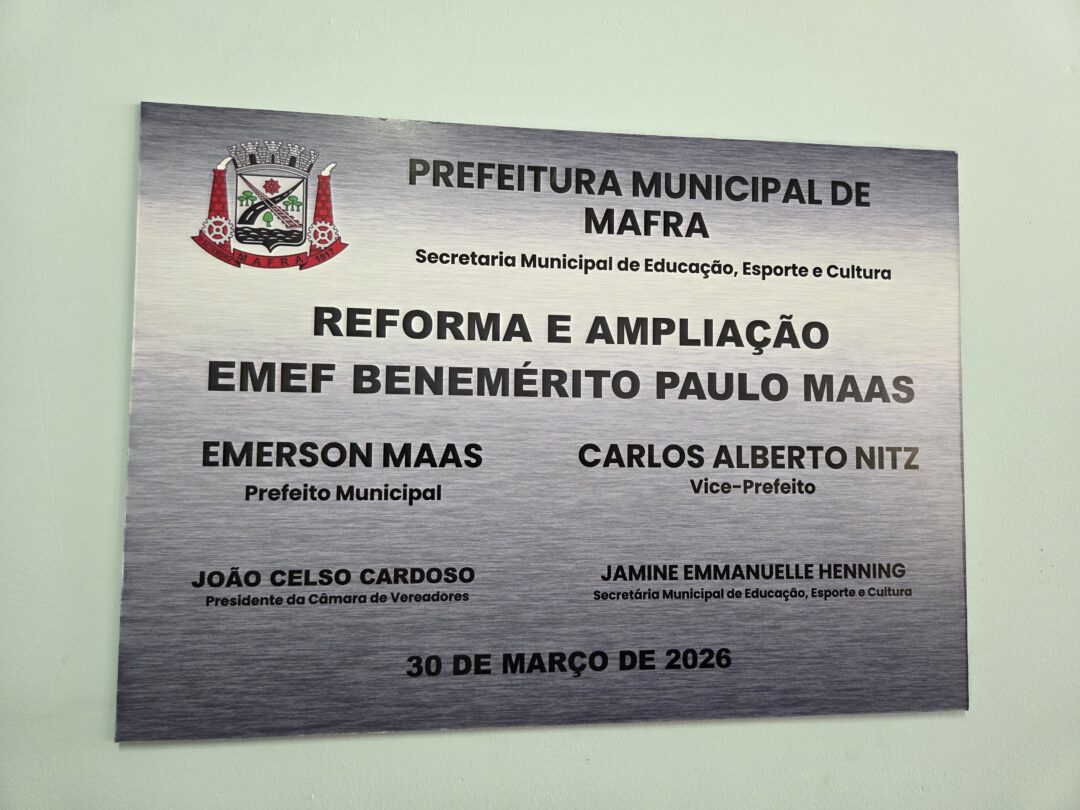 PREFEITURA MUNICIPAL DE
MAFRA
Secretaria Municipal de Educação, Esporte e Cultura
MAFRA
1917
REFORMA E AMPLIAÇÃO
EMEF BENEMÉRITO PAULO MAAS
EMERSON MAAS
Prefeito Municipal
CARLOS ALBERTO NITZ
Vice-Prefeito
JOÃO CELSO CARDOSO
Presidente da Câmara de Vereadores
JAMINE EMMANUELLE HENNING
Secretária Municipal de Educação, Esporte e Cultura
30 DE MARÇO DE 2026